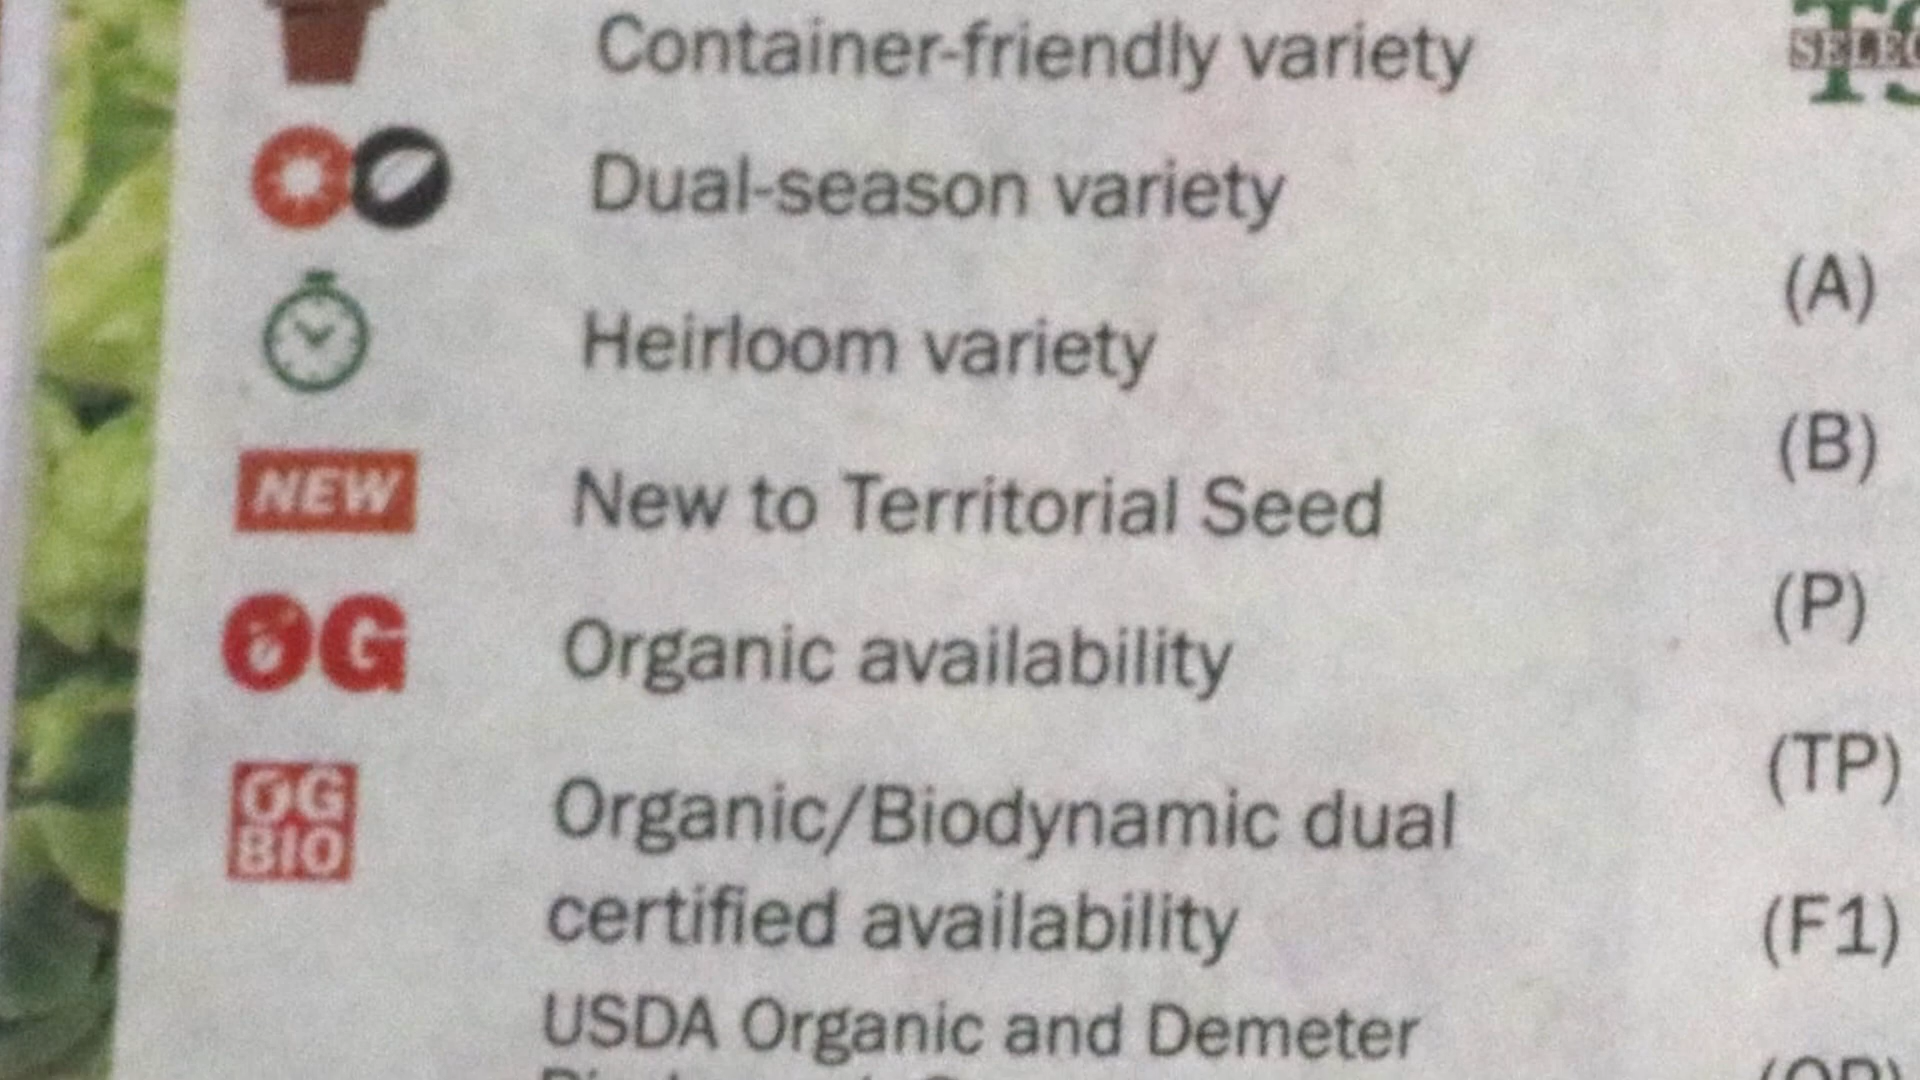 Container-friendly variety
Dual-season variety
Heirloom variety
NEW New to Territorial Seed
OG Organic availability
OG
BIO
Organic/Biodynamic dual
certified availability
USDA Organic and Demeter
(A)
(B)
(P)
(TP)
(F1)